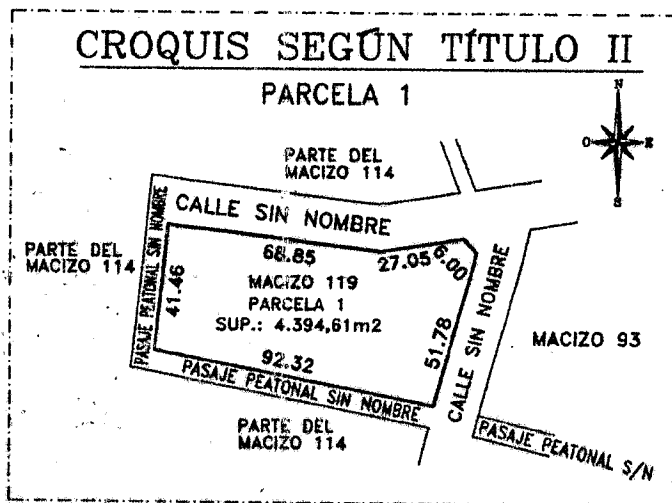 CROQUIS SEGÚN TÍTULO II
PARCELA 1
N
O
E
S
PARTE DEL
MACIZO 114
CALLE SIN NOMBRE
PASAJE PEATONAL SIN NOMBRE
PARTE DEL
MACIZO 114
41.46
68.85
27.05
6.00
MACIZO 119
PARCELA 1
SUP.: 4.394,61m2
51.78
CALLE SIN NOMBRE
MACIZO 93
92.32
PASAJE PEATONAL SIN NOMBRE
PARTE DEL
MACIZO 114
PASAJE PEATONAL S/N